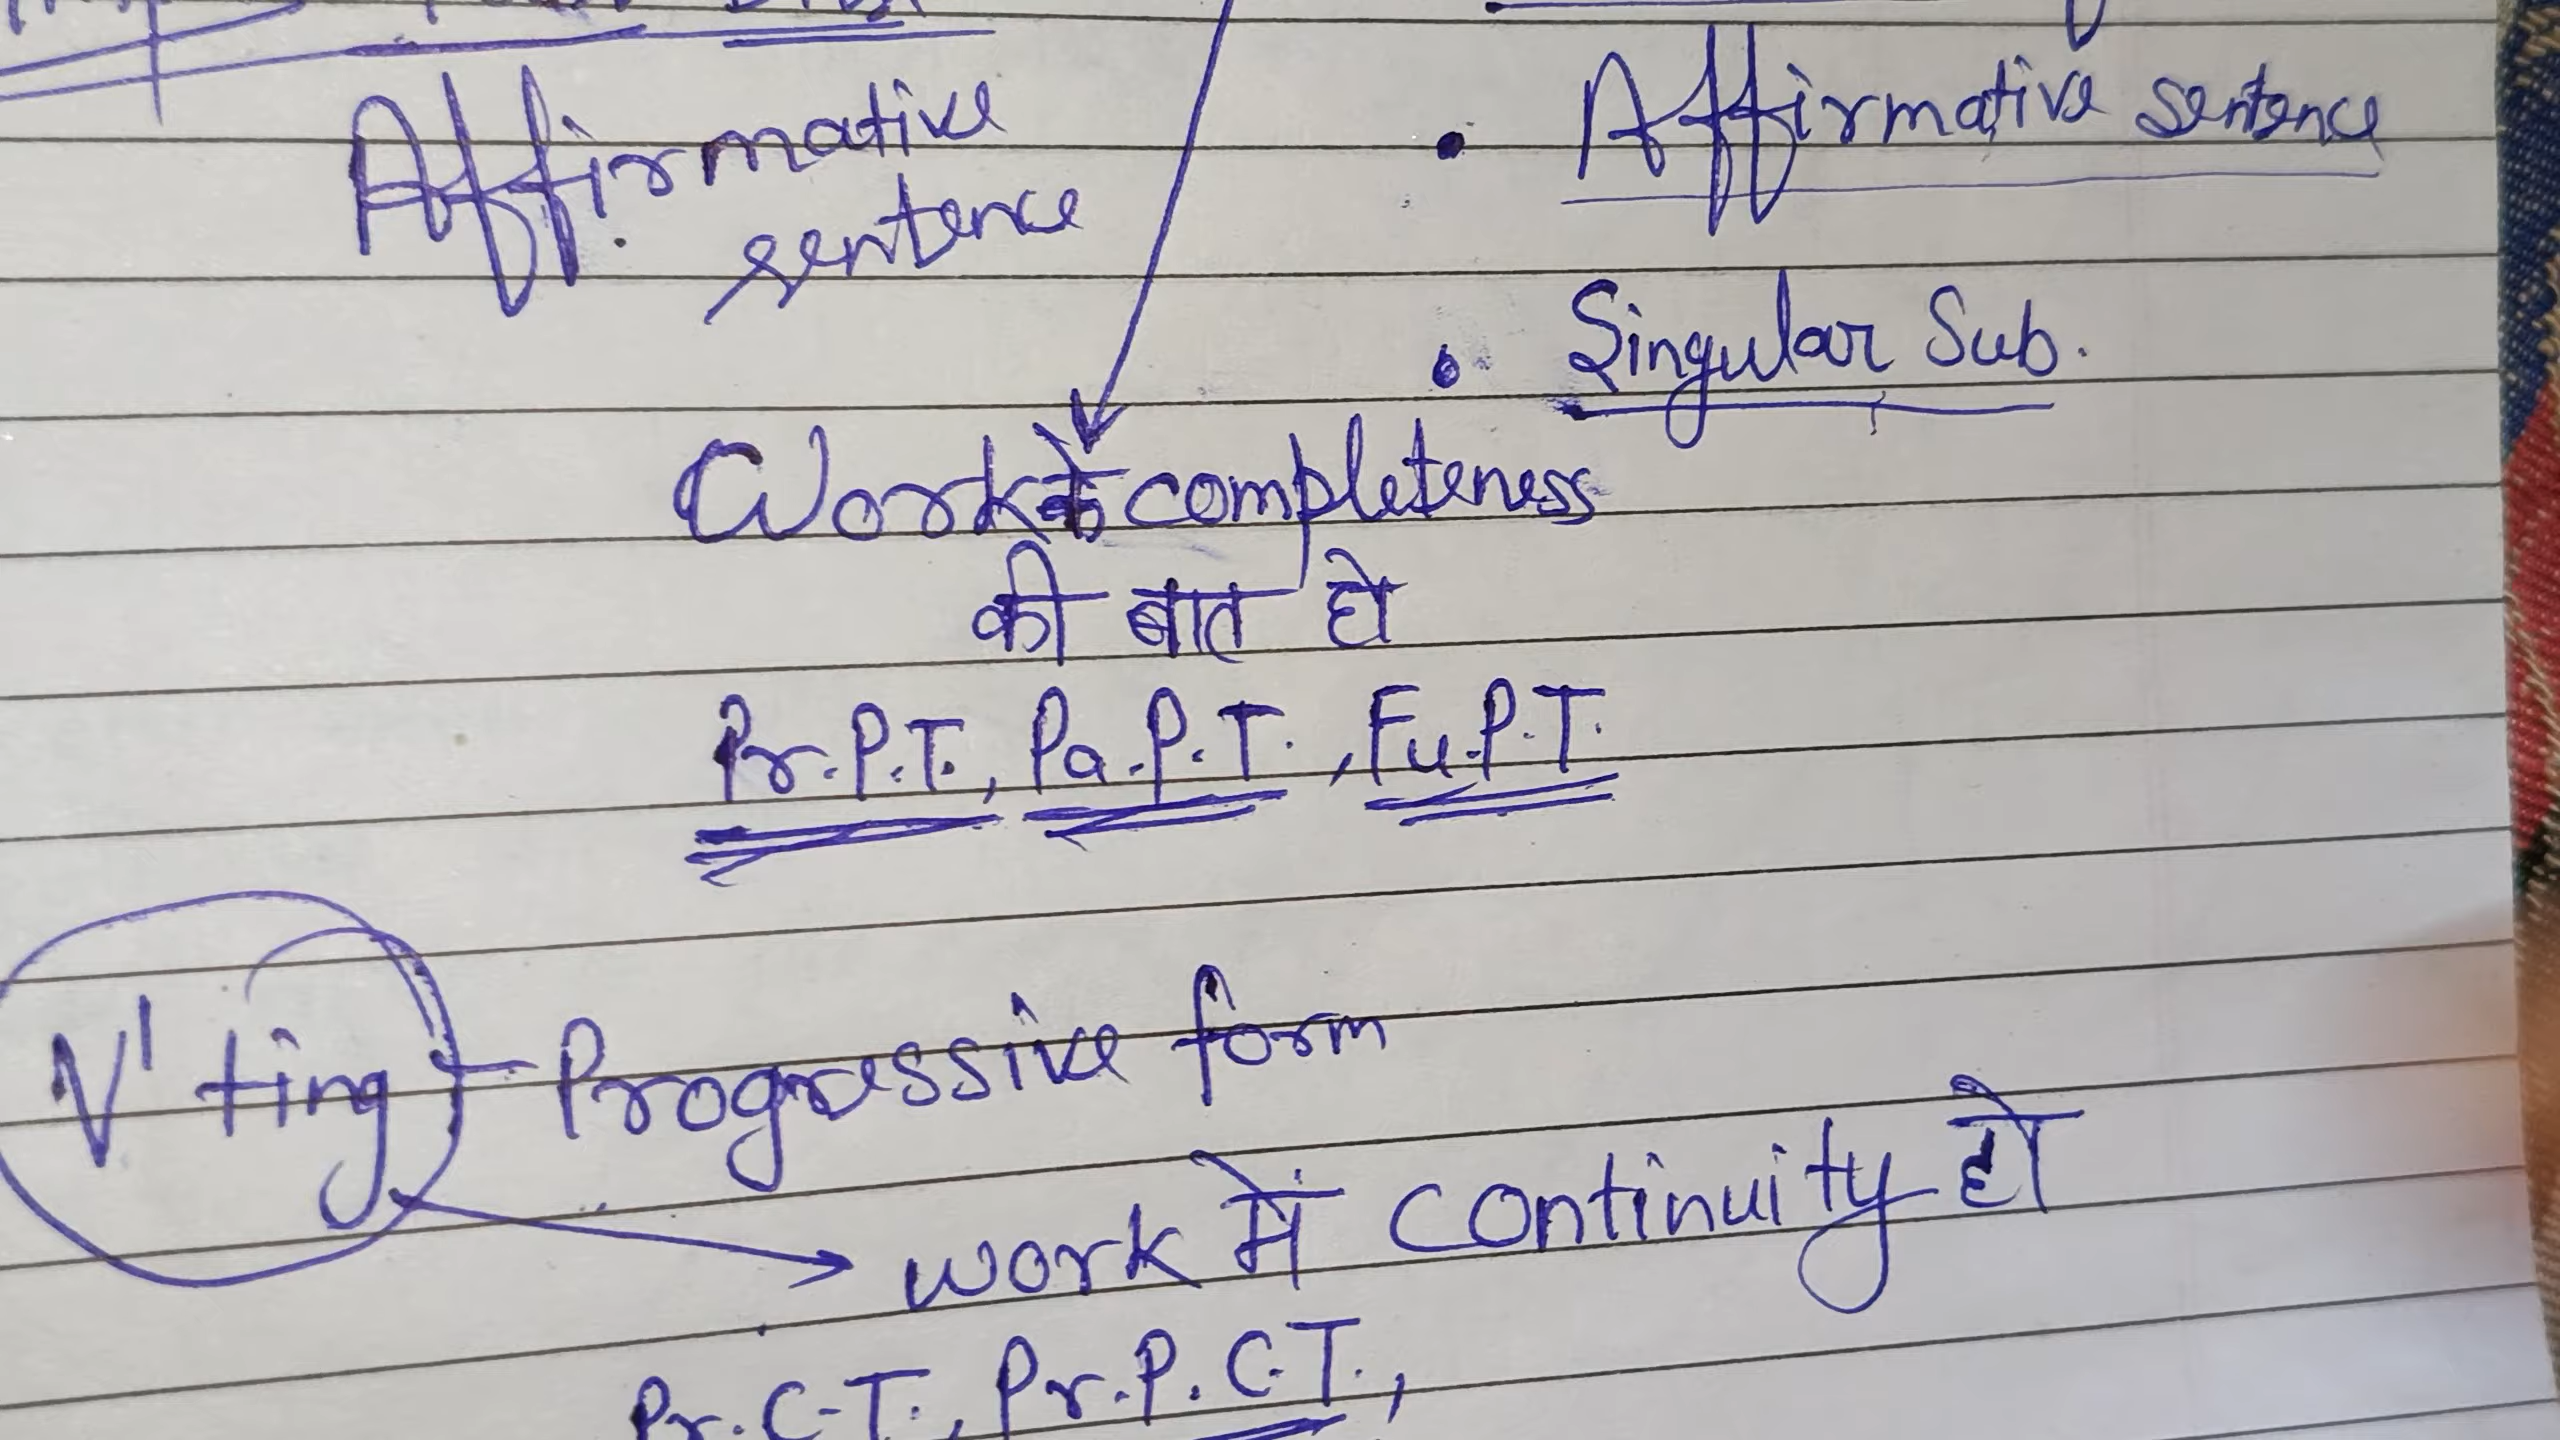 Affirmative
sentence
• Affirmative sentence
• Singular Sub.
Work के completeness
की बात हो
Pr.P.T., Pa.P.T., Fu.P.T.
V¹ +ing - Progressive form
work में continuity हो
Pr.C.T., Pr.P.C.T.,